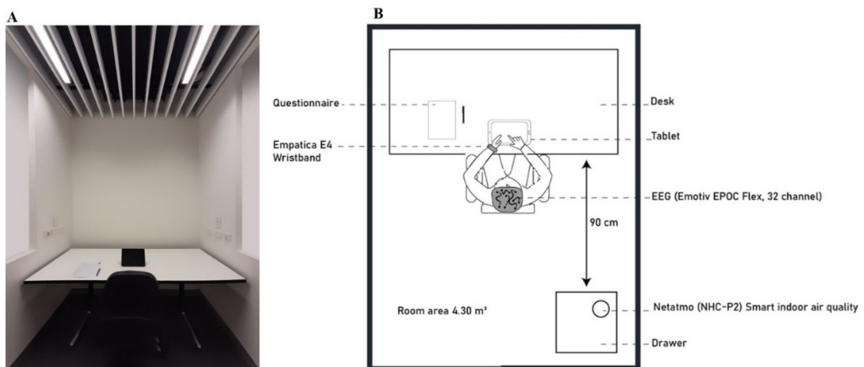 A
B
Questionnaire
Empatica E4
Wristband
Desk
Tablet
EEG (Emotiv EPOC Flex, 32 channel)
90 cm
Room area 4.30 m²
Netatmo (NHC-P2) Smart indoor air quality
Drawer